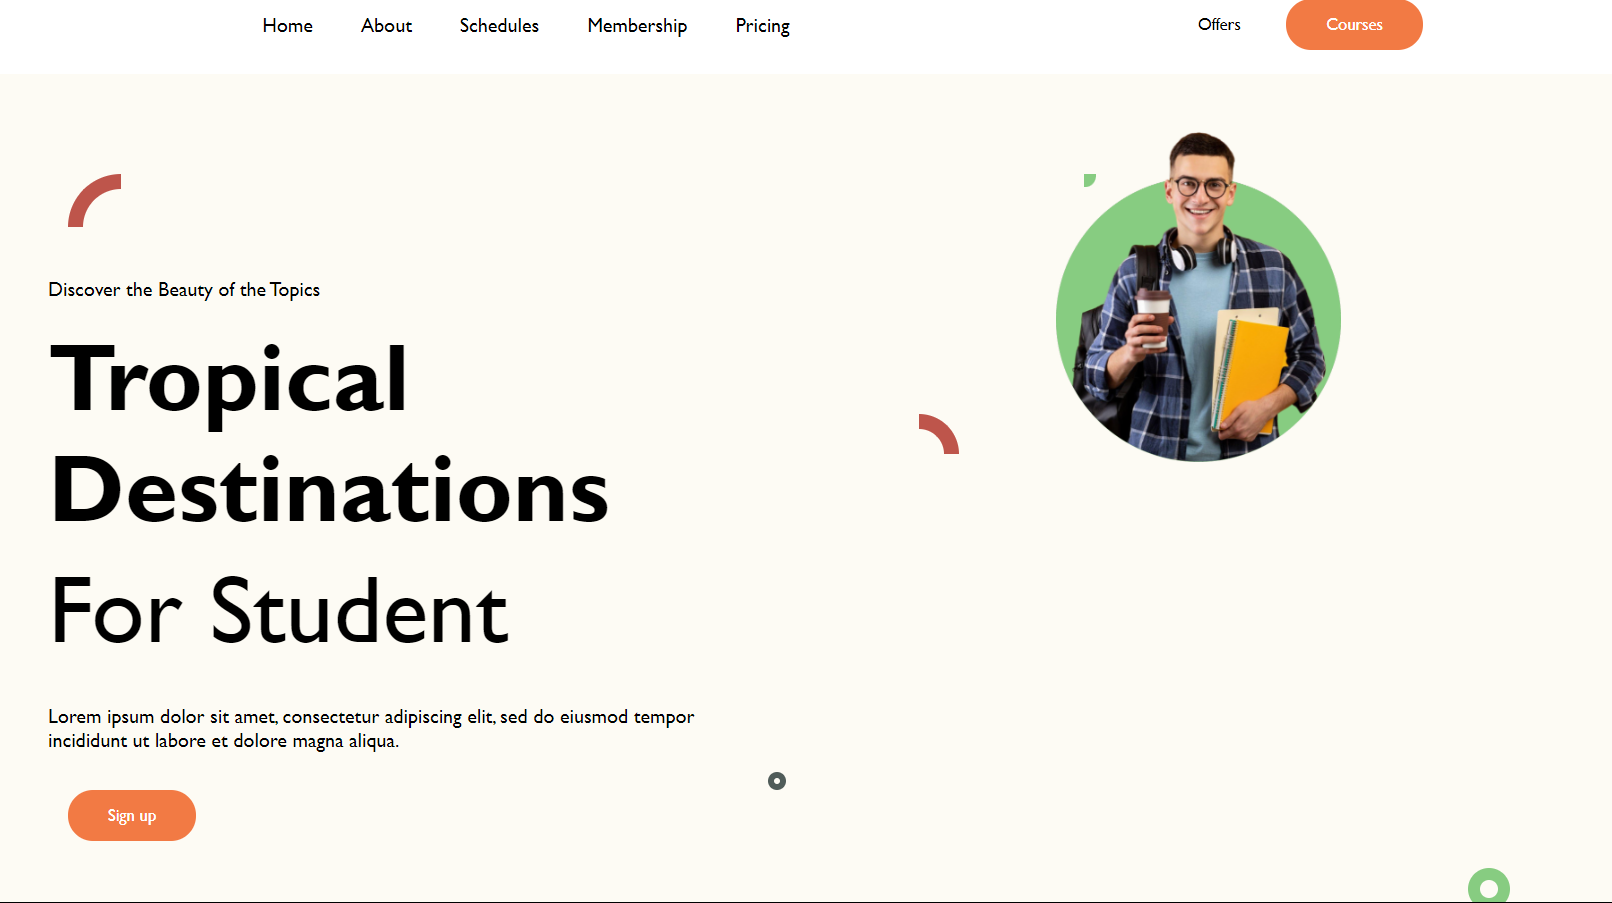 Home About Schedules Membership Pricing Offers Courses
Discover the Beauty of the Topics
Tropical
Destinations
For Student
Lorem ipsum dolor sit amet, consectetur adipiscing elit, sed do eiusmod tempor
incididunt ut labore et dolore magna aliqua.
Sign up